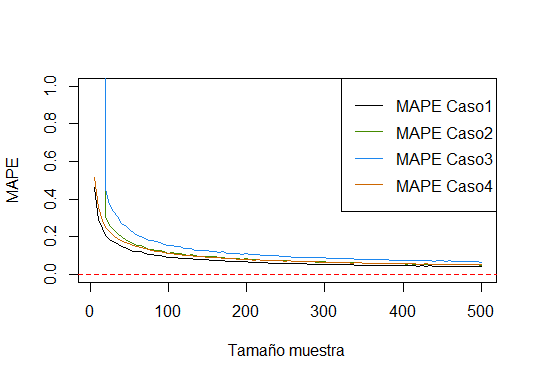 MAPE
1.0
0.8
0.6
0.4
0.2
0.0
MAPE Caso1
MAPE Caso2
MAPE Caso3
MAPE Caso4
0 100 200 300 400 500
Tamaño muestra